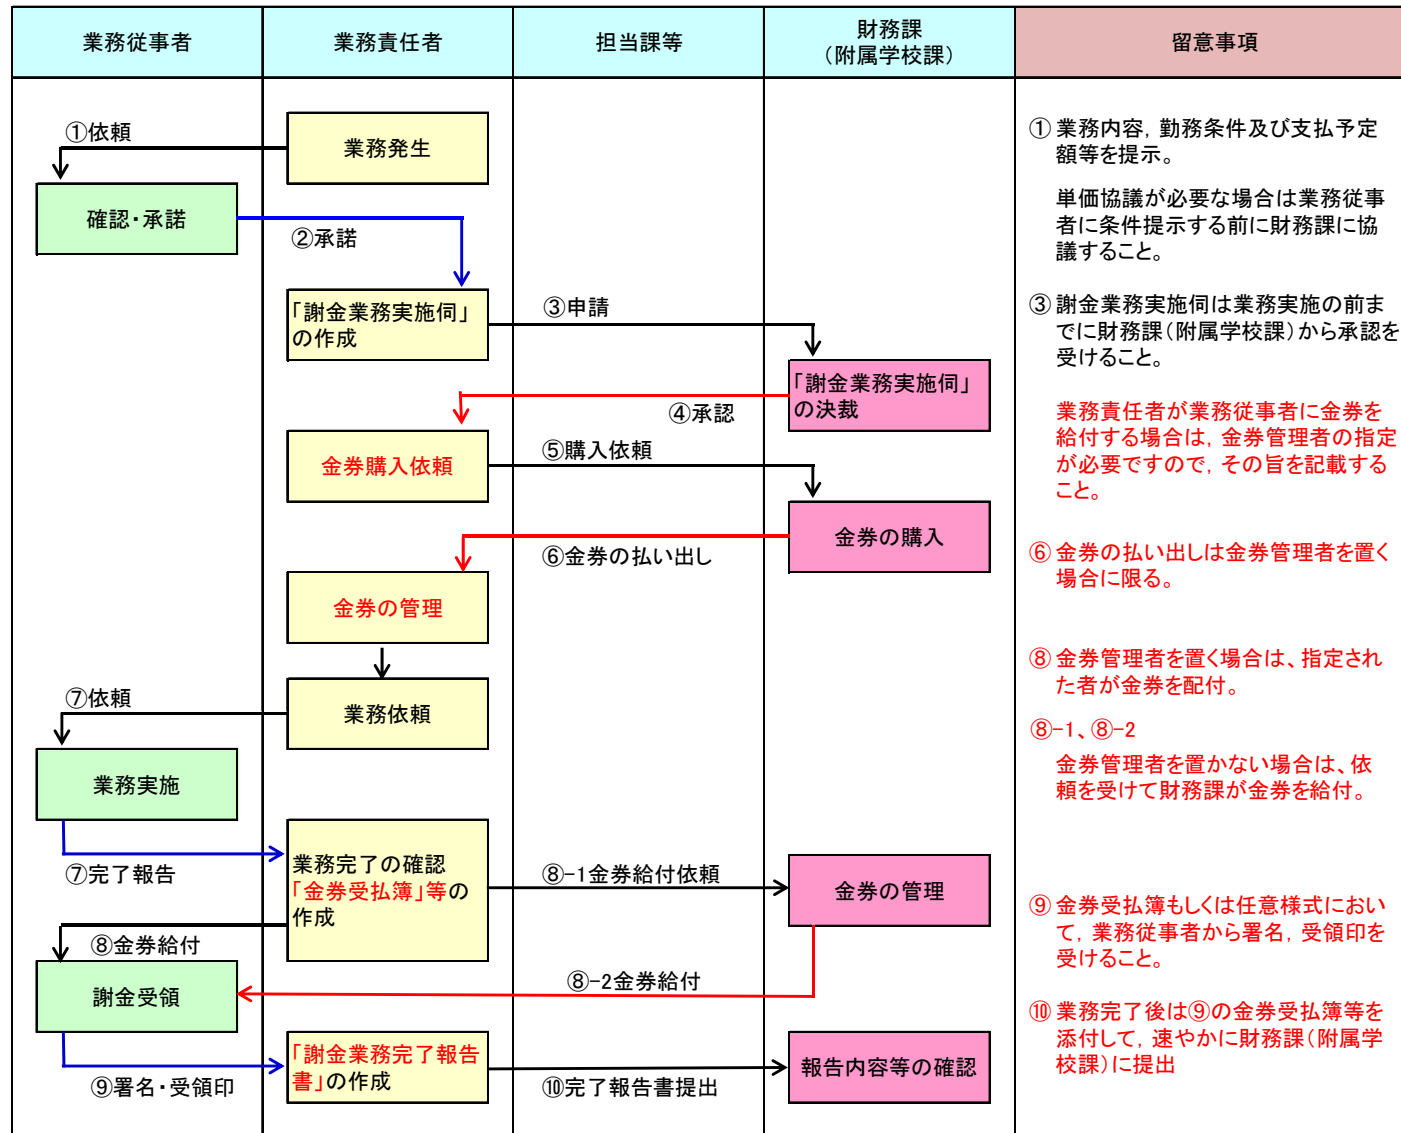 業務従事者
業務責任者
担当課等
財務課
（附属学校課）
留意事項
①依頼
業務発生
確認・承諾
②承諾
「謝金業務実施伺」
の作成
③申請
「謝金業務実施伺」
の決裁
④承認
金券購入依頼
⑤購入依頼
金券の購入
⑥金券の払い出し
金券の管理
業務依頼
⑦依頼
業務実施
⑦完了報告
業務完了の確認
「金券受払簿」等の
作成
⑧-1金券給付依頼
金券の管理
⑧金券給付
⑧-2金券給付
謝金受領
⑨署名・受領印
「謝金業務完了報告
書」の作成
⑩完了報告書提出
報告内容等の確認
① 業務内容，勤務条件及び支払予定
額等を提示。
単価協議が必要な場合は業務従事
者に条件提示する前に財務課に協
議すること。
③ 謝金業務実施伺は業務実施の前ま
でに財務課（附属学校課）から承認を
受けること。
業務責任者が業務従事者に金券を
給付する場合は，金券管理者の指定
が必要ですので，その旨を記載する
こと。
⑥ 金券の払い出しは金券管理者を置く
場合に限る。
⑧ 金券管理者を置く場合は、指定され
た者が金券を配付。
⑧-1、⑧-2
金券管理者を置かない場合は、依
頼を受けて財務課が金券を給付。
⑨ 金券受払簿もしくは任意様式におい
て，業務従事者から署名，受領印を
受けること。
⑩ 業務完了後は⑨の金券受払簿等を
添付して，速やかに財務課（附属学
校課）に提出